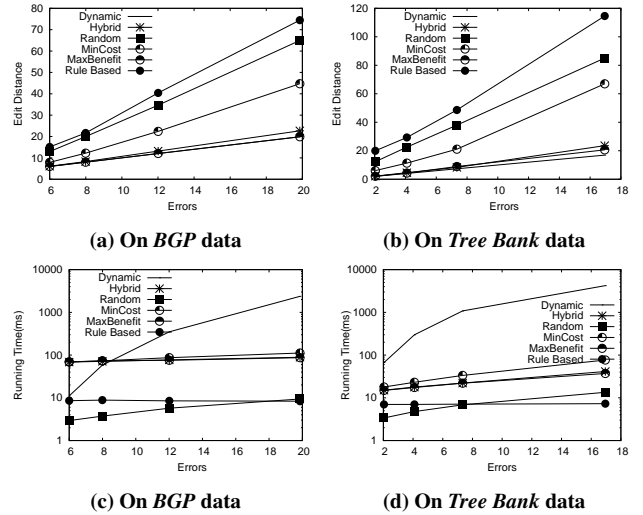 80
70
60
50
40
30
20
10
0
Edit Distance
Dynamic
Hybrid
Random
MinCost
MaxBenefit
Rule Based
6 8 10 12 14 16 18 20
Errors
(a) On BGP data
120
100
80
60
40
20
0
Edit Distance
Dynamic
Hybrid
Random
MinCost
MaxBenefit
Rule Based
2 4 6 8 10 12 14 16 18
Errors
(b) On Tree Bank data
10000
1000
100
10
1
Running Time(ms)
Dynamic
Hybrid
Random
MinCost
MaxBenefit
Rule Based
6 8 10 12 14 16 18 20
Errors
(c) On BGP data
10000
1000
100
10
1
Running Time(ms)
Dynamic
Hybrid
Random
MinCost
MaxBenefit
Rule Based
2 4 6 8 10 12 14 16 18
Errors
(d) On Tree Bank data